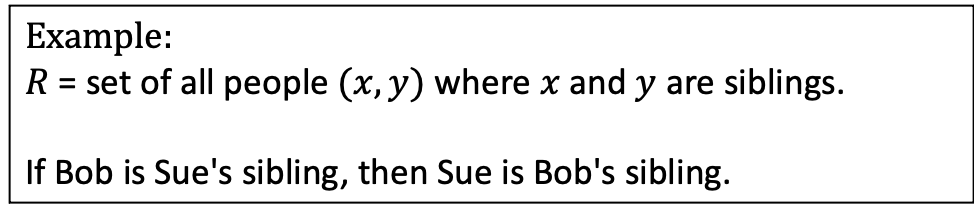 Example:
R = set of all people (x, y) where x and y are siblings.
If Bob is Sue's sibling, then Sue is Bob's sibling.